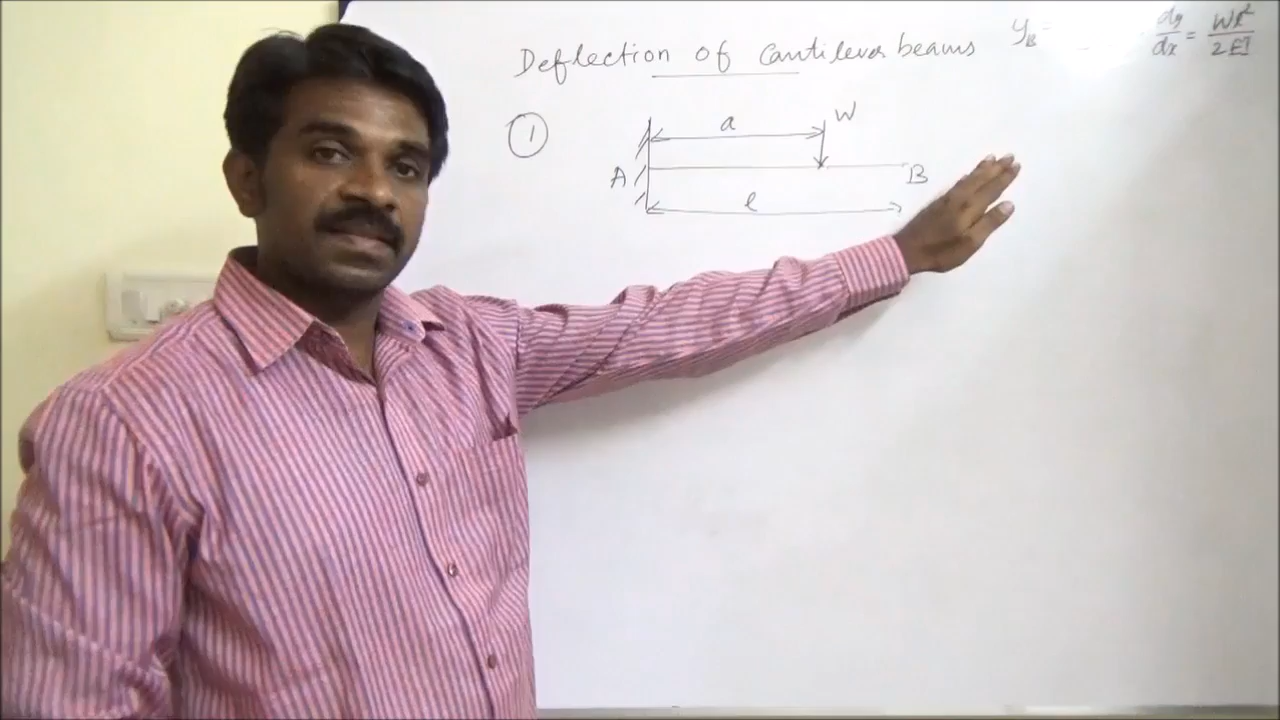 Deflection of cantilever beams
y_B = dy/dx = Wl²/2EI
1
a
W
A
B
l